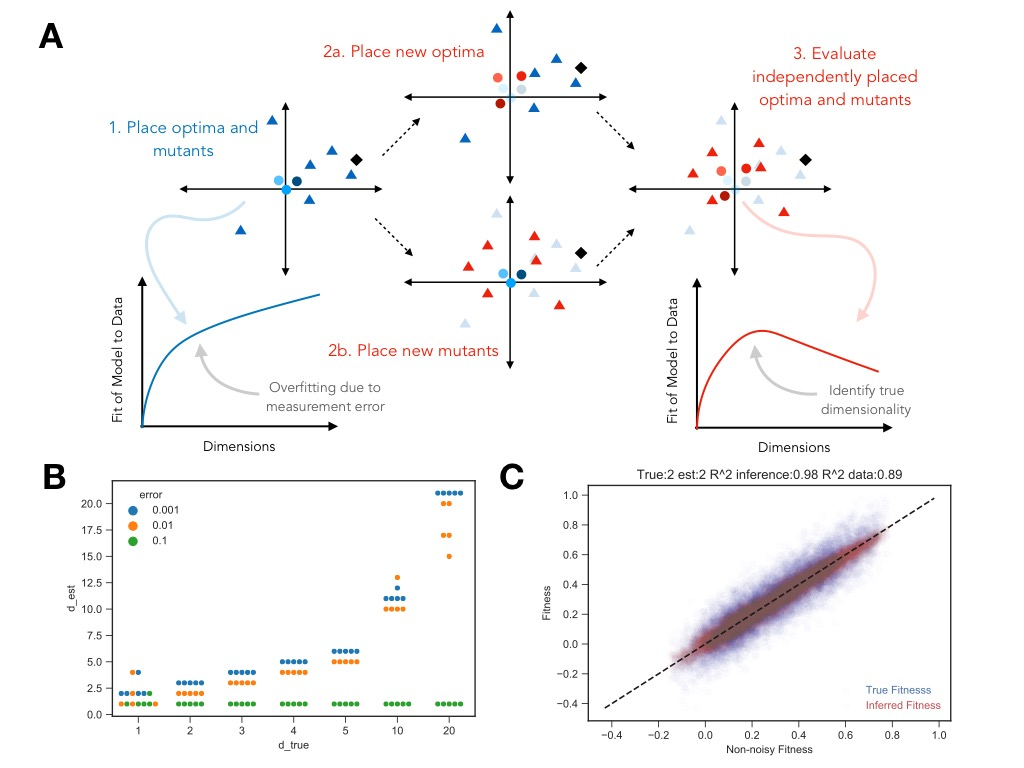 A
2a. Place new optima
3. Evaluate
independently placed
optima and mutants
1. Place optima and
mutants
2b. Place new mutants
Fit of Model to Data
Overfitting due to
measurement error
Dimensions
Fit of Model to Data
Identify true
dimensionality
Dimensions
B
error
0.001
0.01
0.1
20.0
17.5
15.0
12.5
10.0
7.5
5.0
2.5
0.0
d_est
1 2 3 4 5 10 20
d_true
C
True:2 est:2 R^2 inference:0.98 R^2 data:0.89
1.0
0.8
0.6
0.4
0.2
0.0
−0.2
−0.4
Fitness
True Fitnesss
Inferred Fitness
−0.4 −0.2 0.0 0.2 0.4 0.6 0.8 1.0
Non-noisy Fitness